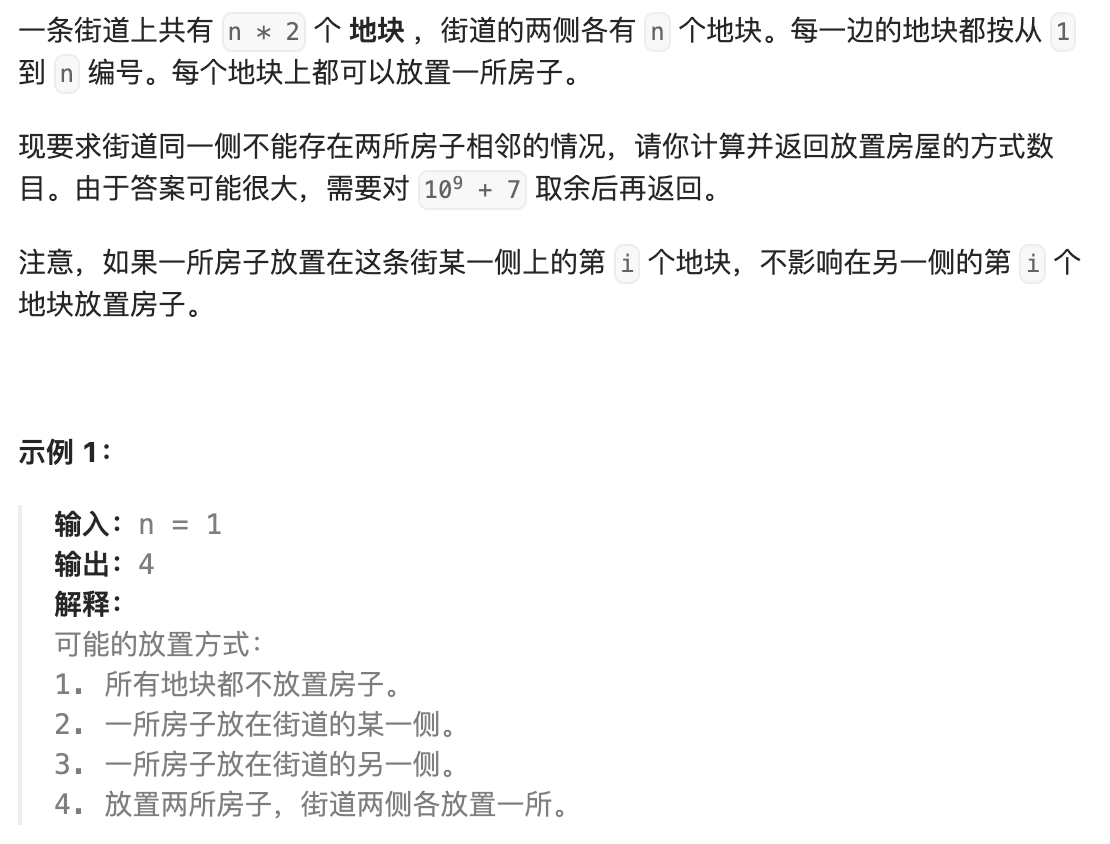 一条街道上共有 n * 2 个 地块 ，街道的两侧各有 n 个地块。每一边的地块都按从 1
到 n 编号。每个地块上都可以放置一所房子。
现要求街道同一侧不能存在两所房子相邻的情况，请你计算并返回放置房屋的方式数
目。由于答案可能很大，需要对 10⁹ + 7 取余后再返回。
注意，如果一所房子放置在这条街某一侧上的第 i 个地块，不影响在另一侧的第 i 个
地块放置房子。
示例 1：
输入：n = 1
输出：4
解释：
可能的放置方式：
1. 所有地块都不放置房子。
2. 一所房子放在街道的某一侧。
3. 一所房子放在街道的另一侧。
4. 放置两所房子，街道两侧各放置一所。